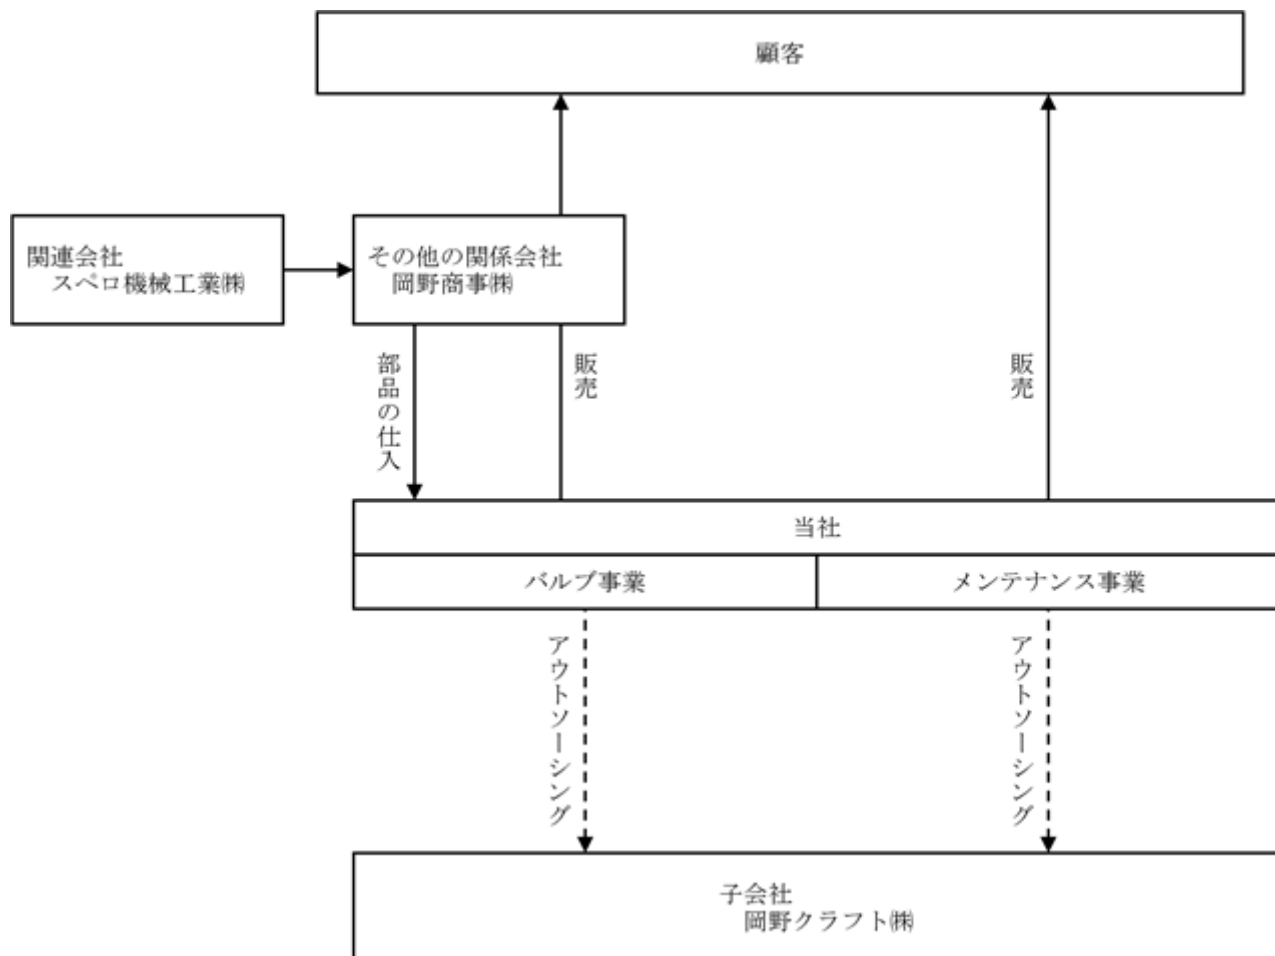 顧客
関連会社
スペロ機械工業㈱
その他の関係会社
岡野商事㈱
部品の仕入
販売
販売
当社
バルブ事業
メンテナンス事業
アウトソーシング
アウトソーシング
子会社
岡野クラフト㈱